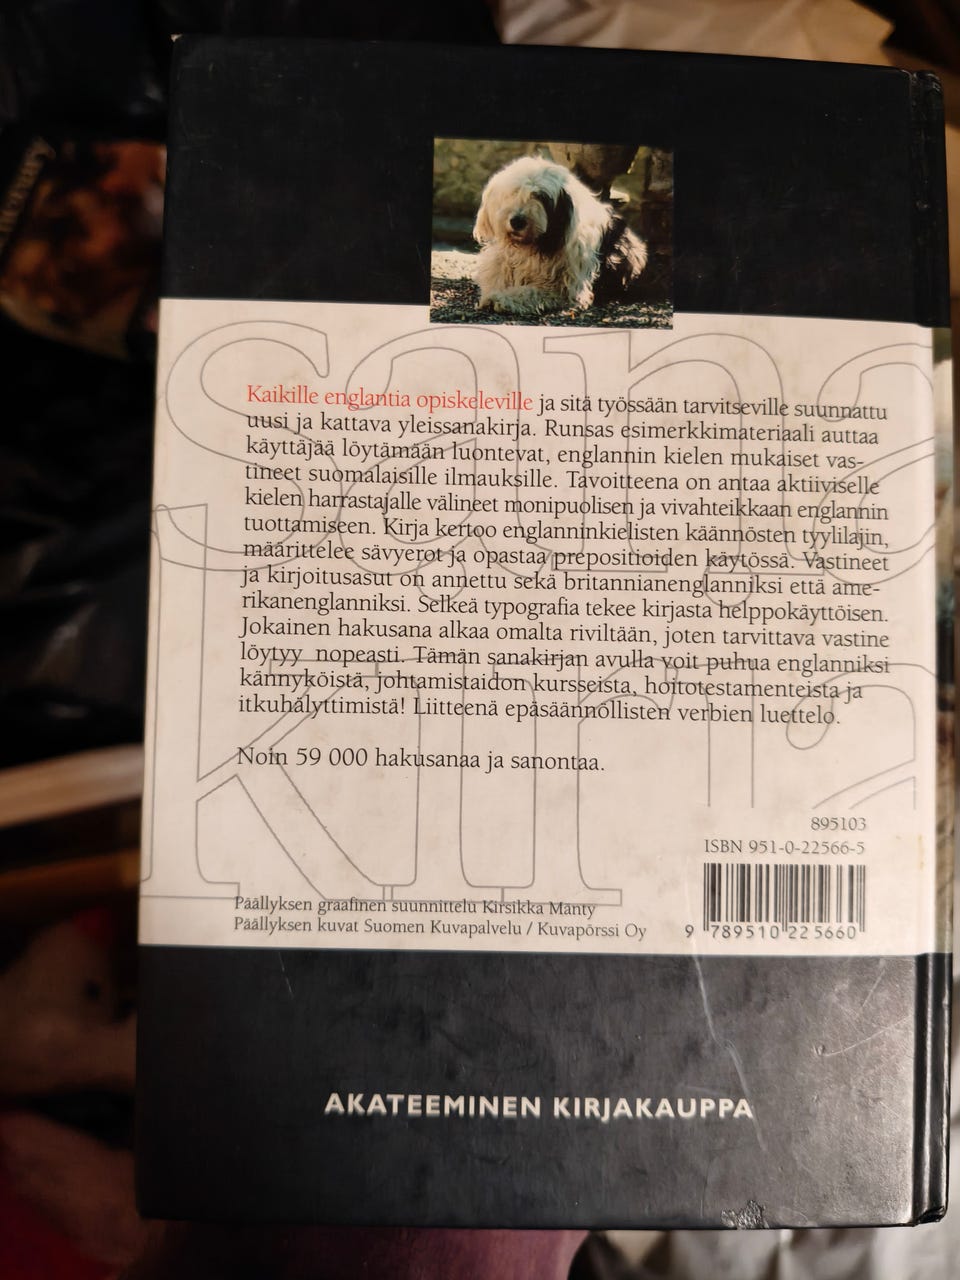 sana
kirja
Kaikille englantia opiskeleville ja sitä työssään tarvitseville suunnattu
uusi ja kattava yleissanakirja. Runsas esimerkkimateriaali auttaa
käyttäjää löytämään luontevat, englannin kielen mukaiset vas-
tineet suomalaisille ilmauksille. Tavoitteena on antaa aktiiviselle
kielen harrastajalle välineet monipuolisen ja vivahteikkaan englannin
tuottamiseen. Kirja kertoo englanninkielisten käännösten tyylilajin,
määrittelee sävyerot ja opastaa prepositioiden käytössä. Vastineet
ja kirjoitusasut on annettu sekä britannianenglanniksi että ame-
rikanenglanniksi. Selkeä typografia tekee kirjasta helppokäyttöisen.
Jokainen hakusana alkaa omalta riviltään, joten tarvittava vastine
löytyy nopeasti. Tämän sanakirjan avulla voit puhua englanniksi
kännyköistä, johtamistaidon kursseista, hoitotestamenteista ja
itkuhälyttimistä! Liitteenä epäsäännöllisten verbien luettelo.
Noin 59 000 hakusanaa ja sanontaa.
895103
ISBN 951-0-22566-5
Päällyksen graafinen suunnittelu Kirsikka Mänty
Päällyksen kuvat Suomen Kuvapalvelu / Kuvapörssi Oy
9 789510 225660
AKATEEMINEN KIRJAKAUPPA